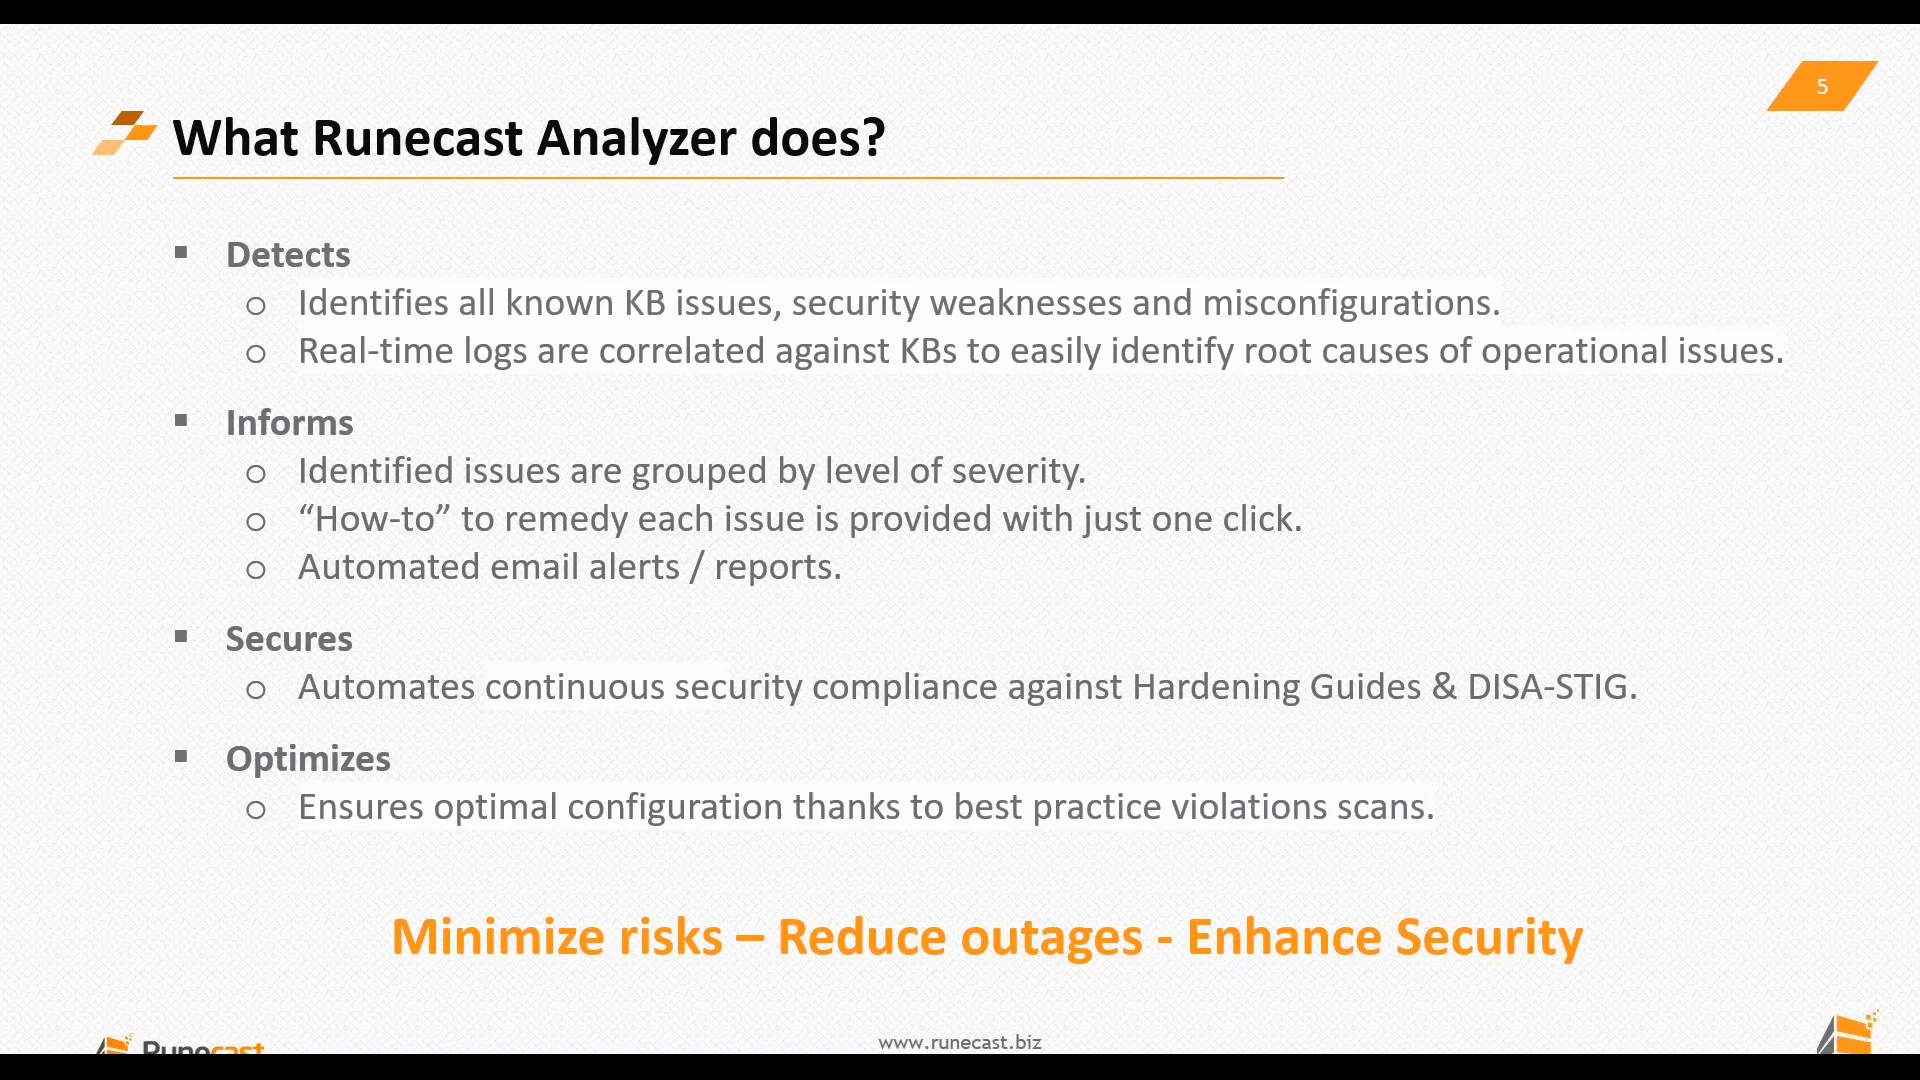 5
What Runecast Analyzer does?
Detects
Identifies all known KB issues, security weaknesses and misconfigurations.
Real-time logs are correlated against KBs to easily identify root causes of operational issues.
Informs
Identified issues are grouped by level of severity.
“How-to” to remedy each issue is provided with just one click.
Automated email alerts / reports.
Secures
Automates continuous security compliance against Hardening Guides & DISA-STIG.
Optimizes
Ensures optimal configuration thanks to best practice violations scans.
Minimize risks – Reduce outages - Enhance Security
Runecast
www.runecast.biz